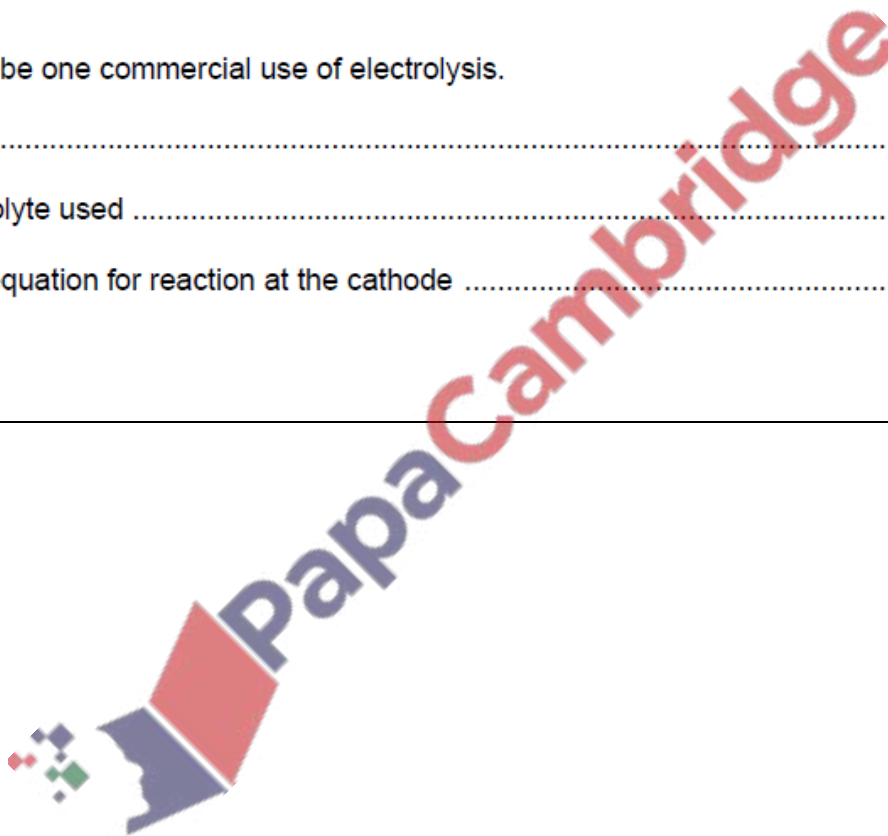 be one commercial use of electrolysis.
..........................................................................................................
olyte used ..........................................................................................
quation for reaction at the cathode ..................................................
PapaCambridge